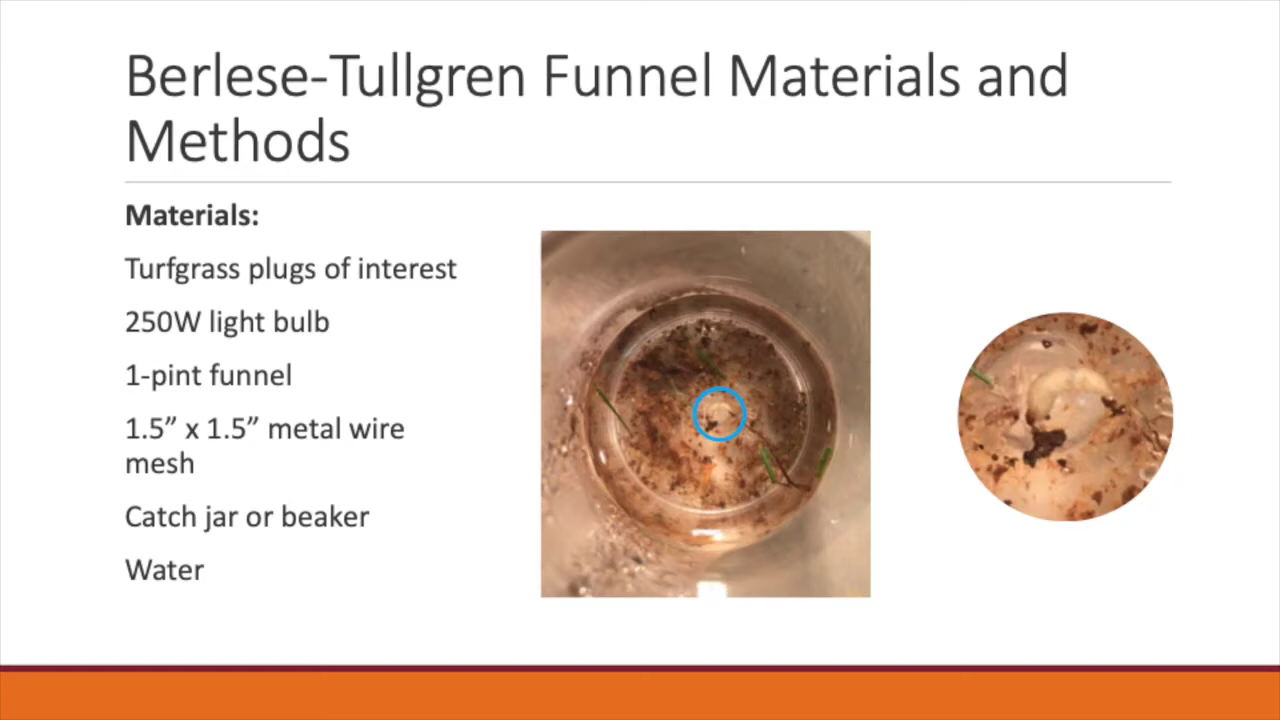 Berlese-Tullgren Funnel Materials and
Methods
Materials:
Turfgrass plugs of interest
250W light bulb
1-pint funnel
1.5” x 1.5” metal wire
mesh
Catch jar or beaker
Water